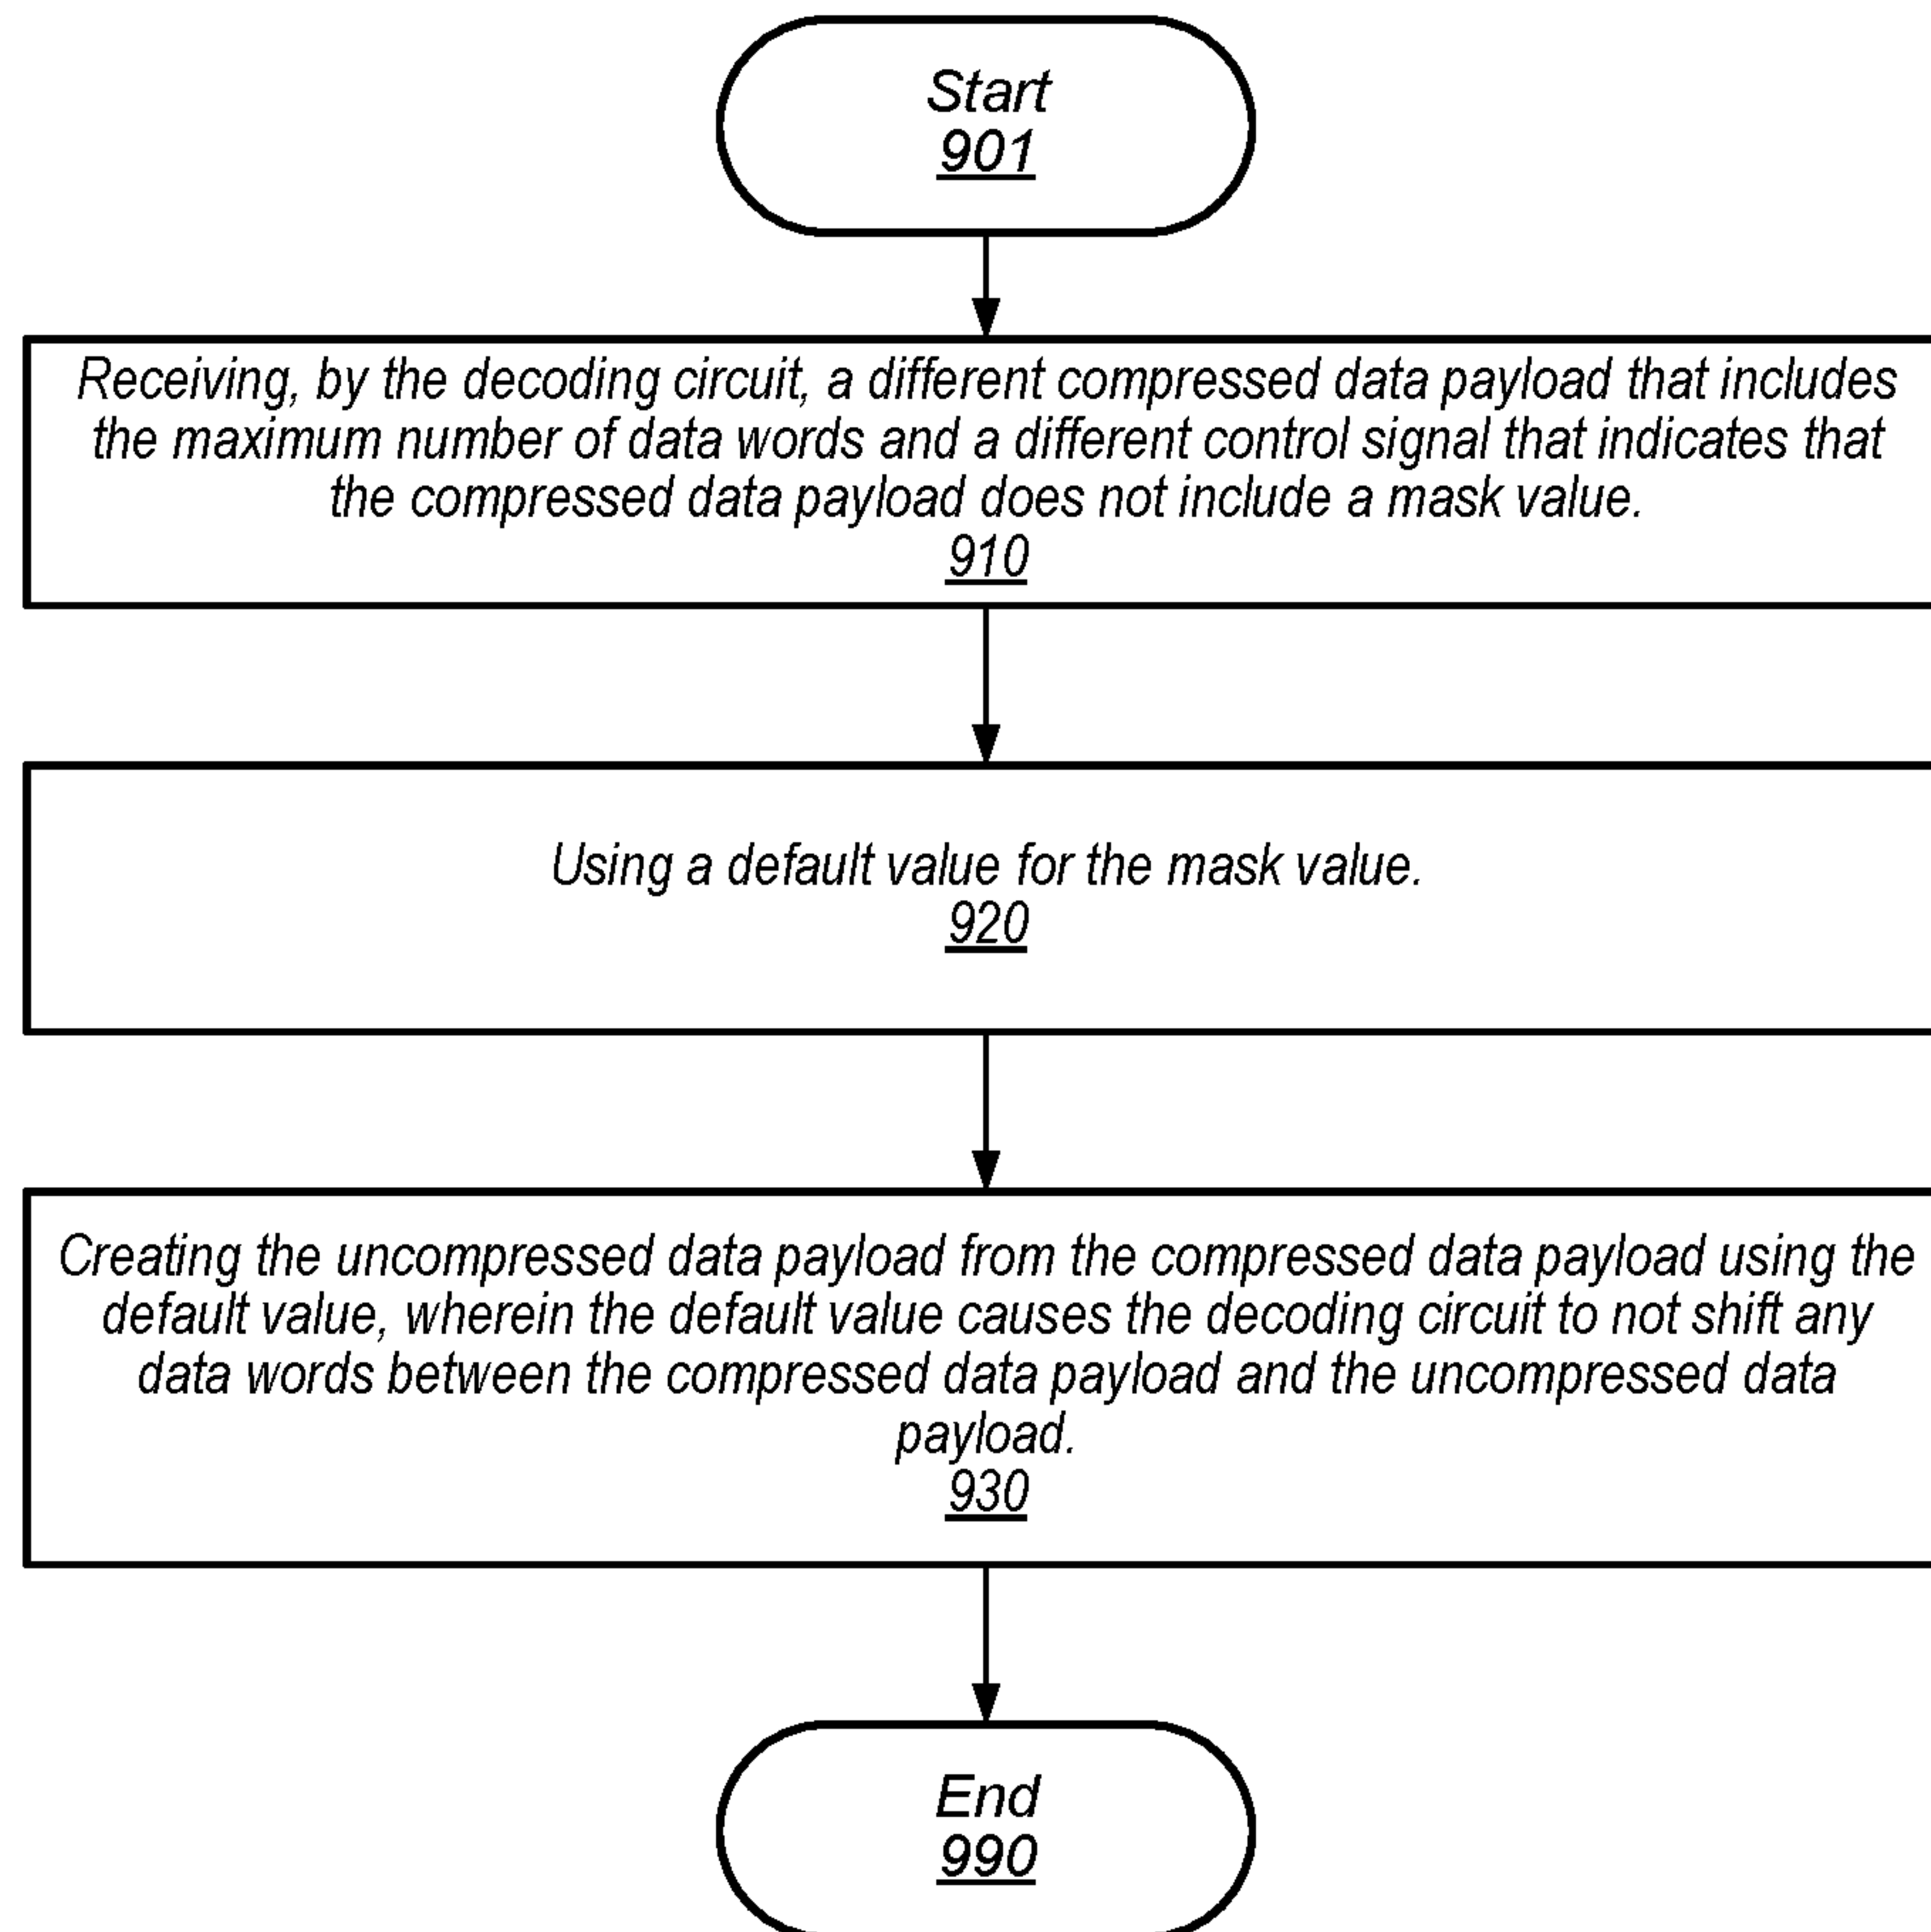 Start
901
Receiving, by the decoding circuit, a different compressed data payload that includes
the maximum number of data words and a different control signal that indicates that
the compressed data payload does not include a mask value.
910
Using a default value for the mask value.
920
Creating the uncompressed data payload from the compressed data payload using the
default value, wherein the default value causes the decoding circuit to not shift any
data words between the compressed data payload and the uncompressed data
payload.
930
End
990